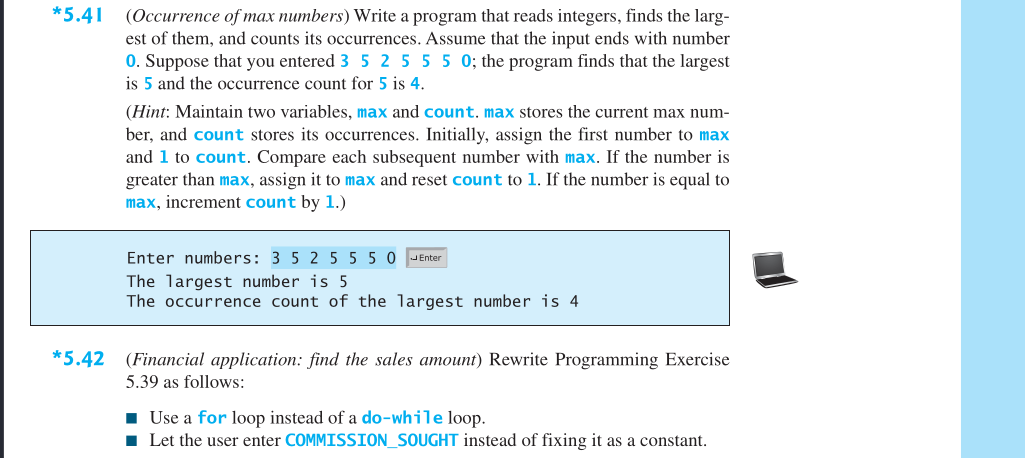 *5.41 (Occurrence of max numbers) Write a program that reads integers, finds the larg-
est of them, and counts its occurrences. Assume that the input ends with number
0. Suppose that you entered 3 5 2 5 5 5 0; the program finds that the largest
is 5 and the occurrence count for 5 is 4.
(Hint: Maintain two variables, max and count. max stores the current max num-
ber, and count stores its occurrences. Initially, assign the first number to max
and 1 to count. Compare each subsequent number with max. If the number is
greater than max, assign it to max and reset count to 1. If the number is equal to
max, increment count by 1.)
Enter numbers: 3 5 2 5 5 5 0 ↵Enter
The largest number is 5
The occurrence count of the largest number is 4
*5.42 (Financial application: find the sales amount) Rewrite Programming Exercise
5.39 as follows:
■ Use a for loop instead of a do-while loop.
■ Let the user enter COMMISSION_SOUGHT instead of fixing it as a constant.